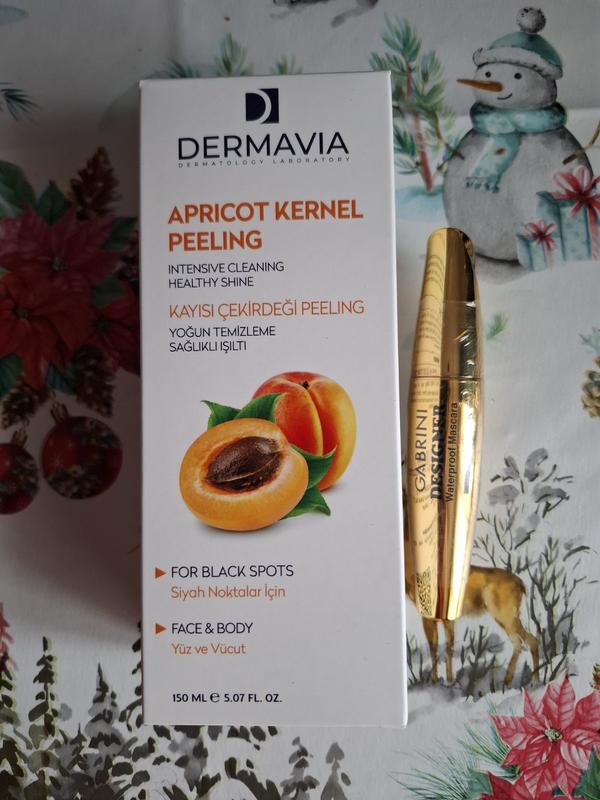 DERMAVIA
DERMATOLOGY LABORATORY
APRICOT KERNEL
PEELING
INTENSIVE CLEANING
HEALTHY SHINE
KAYISI ÇEKİRDEĞİ PEELING
YOĞUN TEMİZLEME
SAĞLIKLI IŞILTI
FOR BLACK SPOTS
Siyah Noktalar İçin
FACE & BODY
Yüz ve Vücut
150 ML ℮ 5.07 FL. OZ.
GABRINI
DESIGNER
Waterproof Mascara